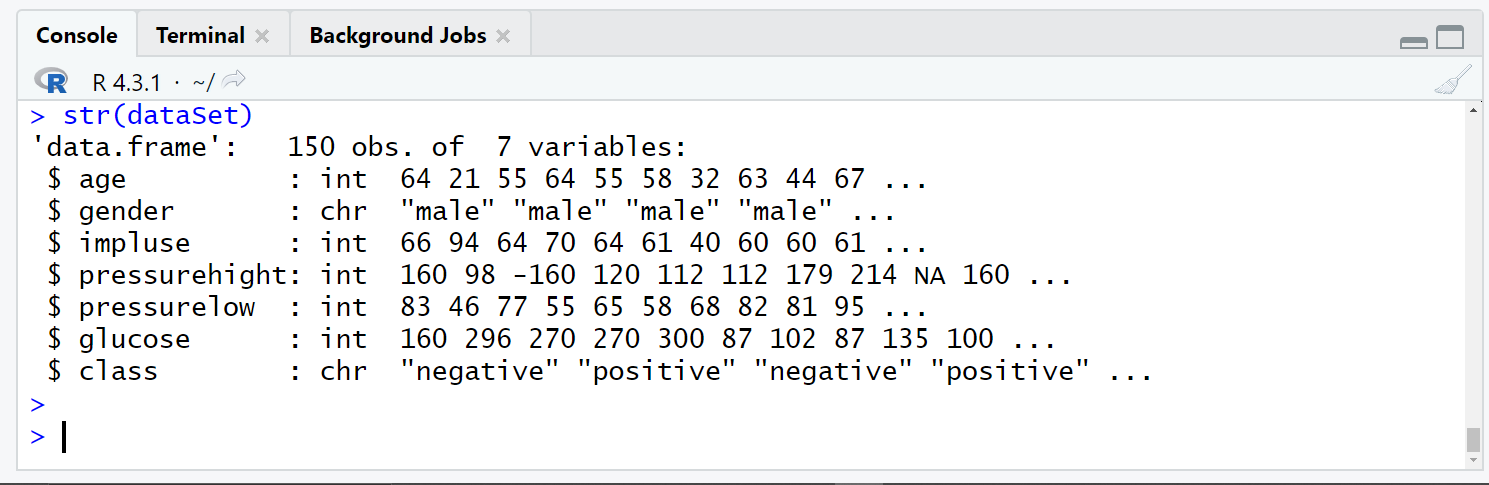 Console Terminal Background Jobs
R R 4.3.1 · ~/
> str(dataSet)
'data.frame':   150 obs. of  7 variables:
 $ age          : int  64 21 55 64 55 58 32 63 44 67 ...
 $ gender       : chr  "male" "male" "male" "male" ...
 $ impluse      : int  66 94 64 70 64 61 40 60 60 61 ...
 $ pressurehight: int  160 98 -160 120 112 112 179 214 NA 160 ...
 $ pressurelow  : int  83 46 77 55 65 58 68 82 81 95 ...
 $ glucose      : int  160 296 270 270 300 87 102 87 135 100 ...
 $ class        : chr  "negative" "positive" "negative" "positive" ...
>
>